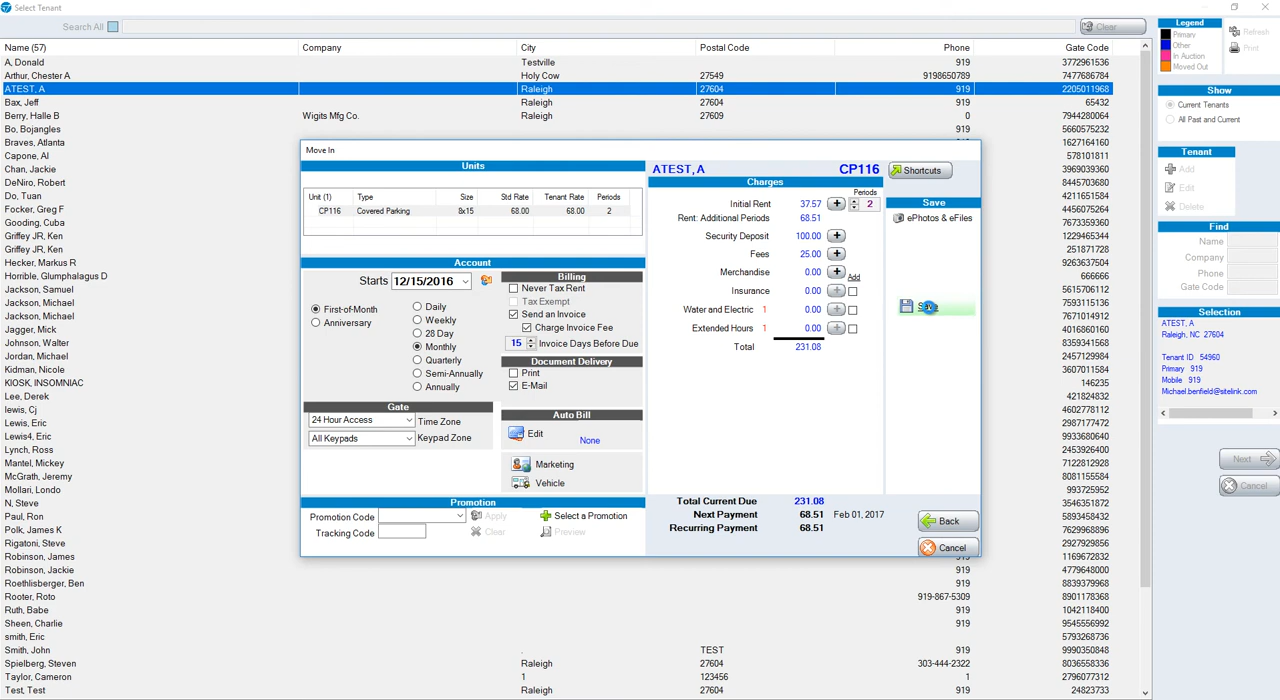 Select Tenant
Search All
Clear
Name (57) Company City Postal Code Phone Gate Code
A, Donald Testville 919 3772961536
Arthur, Chester A Holy Cow 27549 9198650789 7477686784
ATEST, A Raleigh 27604 919 2205011968
Bax, Jeff Raleigh 27604 919 65432
Berry, Halle B Wigits Mfg Co. Raleigh 27609 0 7944280064
Bo, Bojangles 919 5660575232
Braves, Atlanta 1627164160
Capone, Al 578101811
Chan, Jackie 3969039360
DeNiro, Robert 8445703680
Do, Tuan 4211651584
Focker, Greg F 4456075264
Gooding, Cuba 7673359360
Griffey JR, Ken 1229465344
Griffey JR, Ken 251871728
Hecker, Markus R 9263637504
Horrible, Glumphalagus D 666666
Jackson, Samuel 5615706112
Jackson, Michael 7593115136
Jackson, Michael 7671014912
Jagger, Mick 4016860160
Johnson, Walter 8359341568
Jordan, Michael 2457129984
Kidman, Nicole 3607011584
KIOSK, INSOMNIAC 146235
Lee, Derek 421824832
lewis, Cj 4602778112
Lewis, Eric 2987177472
Lewis4, Eric 9933680640
Lynch, Ross 2453926400
Mantel, Mickey 7122812928
McGrath, Jeremy 8081155584
Mollari, Londo 993725952
N, Steve 3546351872
Paul, Ron 5893458432
Polk, James K 7629968896
Rigatoni, Steve 2927929856
Robinson, James 919 1169672832
Robinson, Jackie 919 4779648000
Roethlisberger, Ben 919 8839379968
Rooter, Roto 919-867-5309 8901178368
Ruth, Babe 919 1042118400
Sheen, Charlie 919 9545556992
smith, Eric 5793268736
Smith, John . TEST 919 9990350848
Spielberg, Steven Raleigh 27604 303-444-2322 8036558336
Taylor, Cameron 1 123456 1 2796077312
Test, Test Raleigh 27604 919 24823733
Move In
Units
Unit (1) Type Size Std Rate Tenant Rate Periods
CP116 Covered Parking 8x15 68.00 68.00 2
Account
Starts 12/15/2016
First-of-Month
Anniversary
Daily
Weekly
28 Day
Monthly
Quarterly
Semi-Annually
Annually
Billing
Never Tax Rent
Tax Exempt
Send an Invoice
Charge Invoice Fee
15 Invoice Days Before Due
Document Delivery
Print
E-Mail
Gate
24 Hour Access Time Zone
All Keypads Keypad Zone
Auto Bill
Edit
None
Marketing
Vehicle
Promotion
Promotion Code Apply Select a Promotion
Tracking Code Clear Preview
ATEST, A CP116
Charges
Periods
Initial Rent 37.57 2
Rent: Additional Periods 68.51
Security Deposit 100.00
Fees 25.00
Merchandise 0.00 Add
Insurance 0.00
Water and Electric 1 0.00
Extended Hours 1 0.00
Total 231.08
Total Current Due 231.08
Next Payment 68.51 Feb 01, 2017
Recurring Payment 68.51
Shortcuts
Save
ePhotos & eFiles
Back
Cancel
Legend
Primary
Other
In Auction
Moved Out
Refresh
Print
Show
Current Tenants
All Past and Current
Tenant
Add
Edit
Delete
Find
Name
Company
Phone
Gate Code
Selection
ATEST, A
Raleigh, NC 27604
Tenant ID 54960
Primary 919
Mobile 919
Michael.benfield@sitelink.com
Next
Cancel